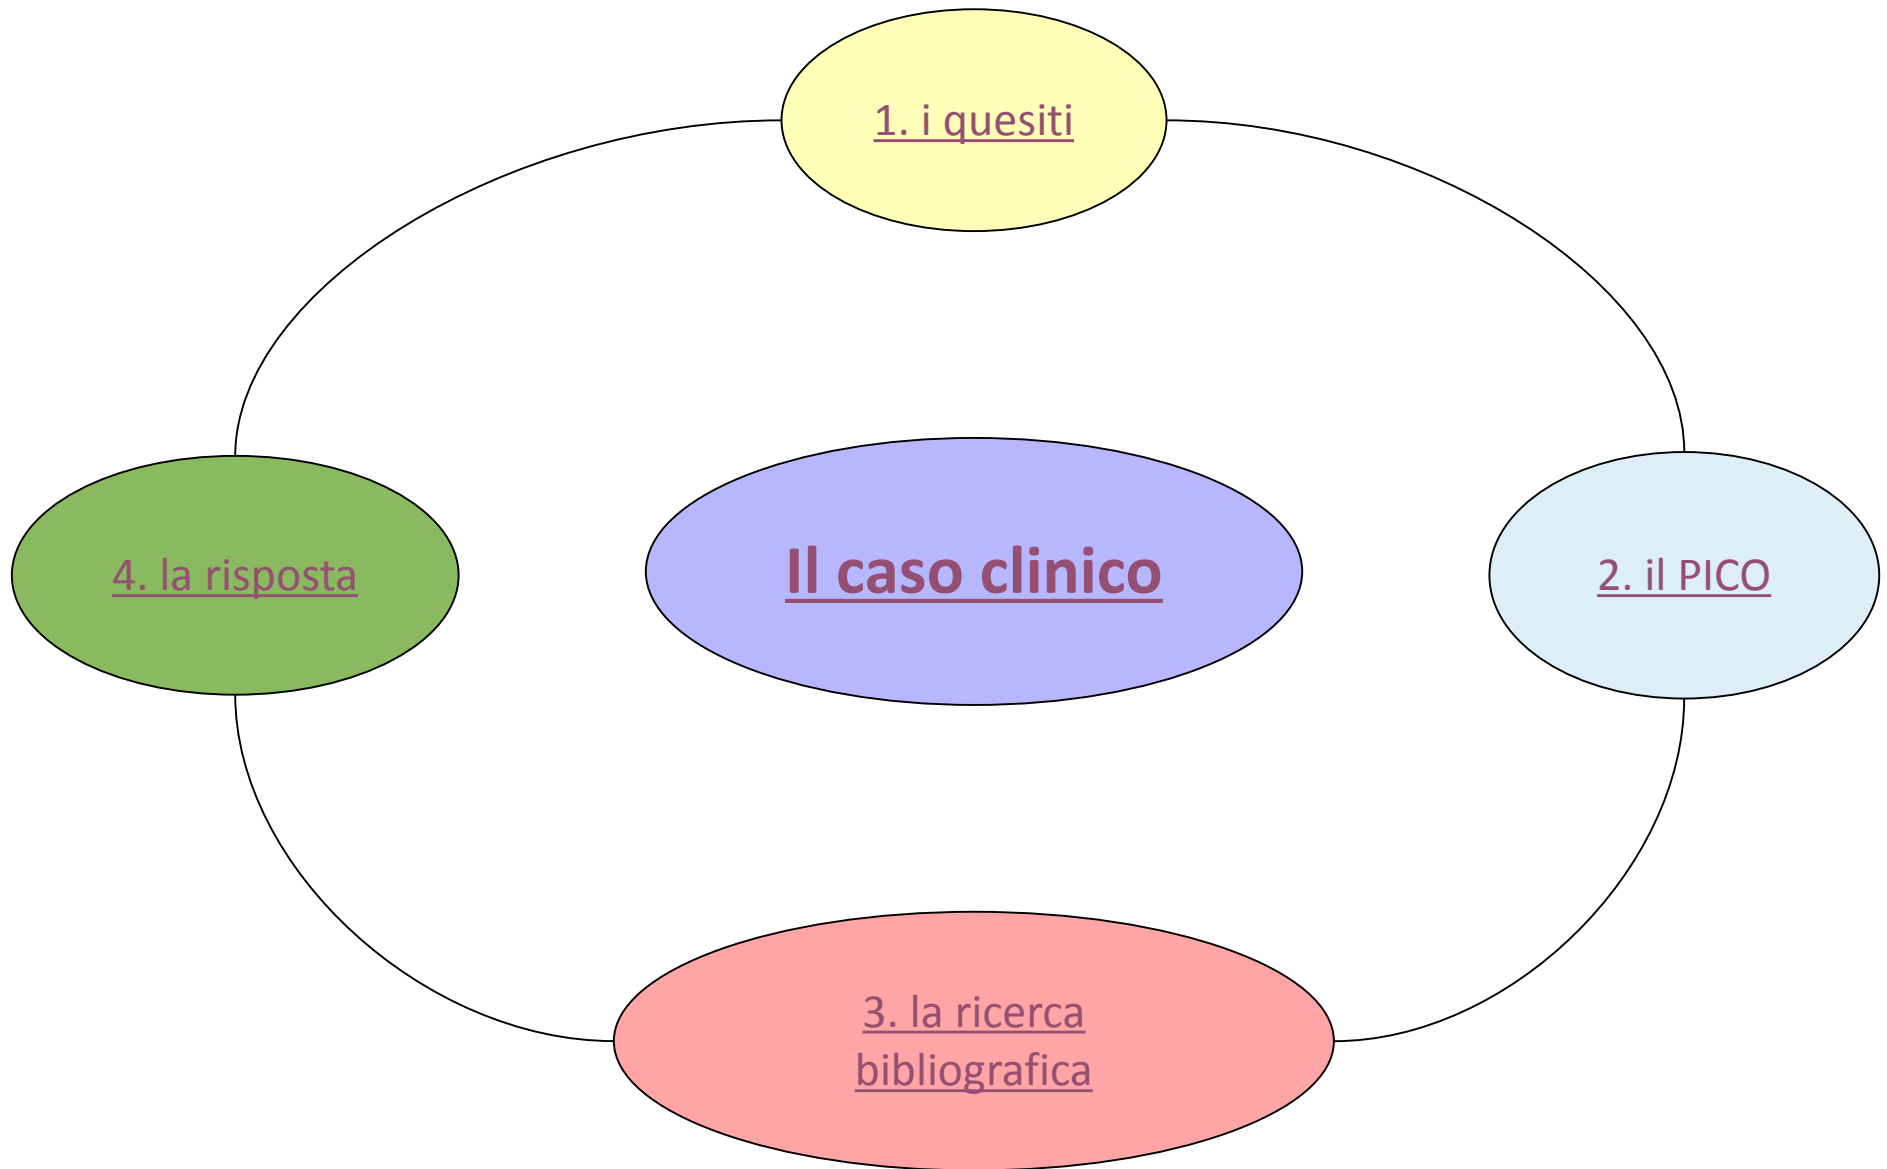 1. i quesiti
4. la risposta
Il caso clinico
2. il PICO
3. la ricerca
bibliografica